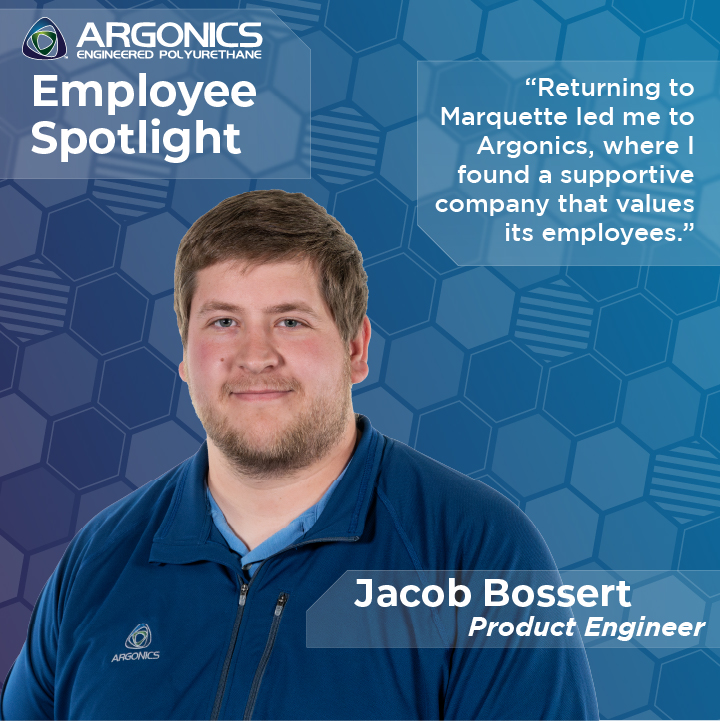 ARGONICS
ENGINEERED POLYURETHANE
Employee
Spotlight
“Returning to
Marquette led me to
Argonics, where I
found a supportive
company that values
its employees.”
ARGONICS
Jacob Bossert
Product Engineer